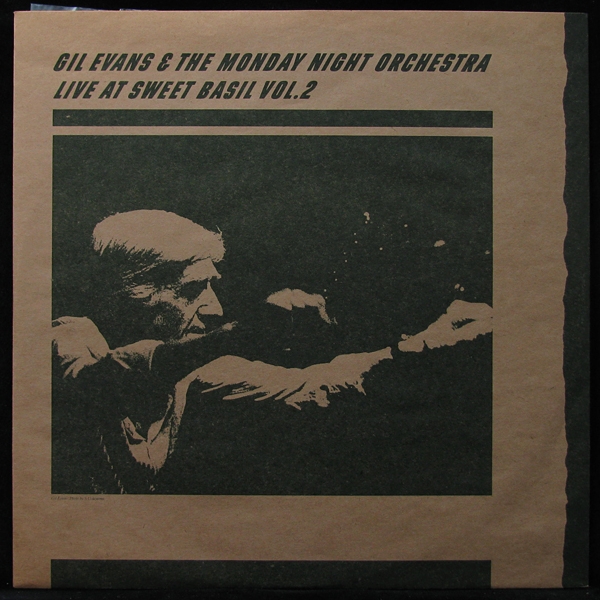 GIL EVANS & THE MONDAY NIGHT ORCHESTRA
LIVE AT SWEET BASIL VOL.2